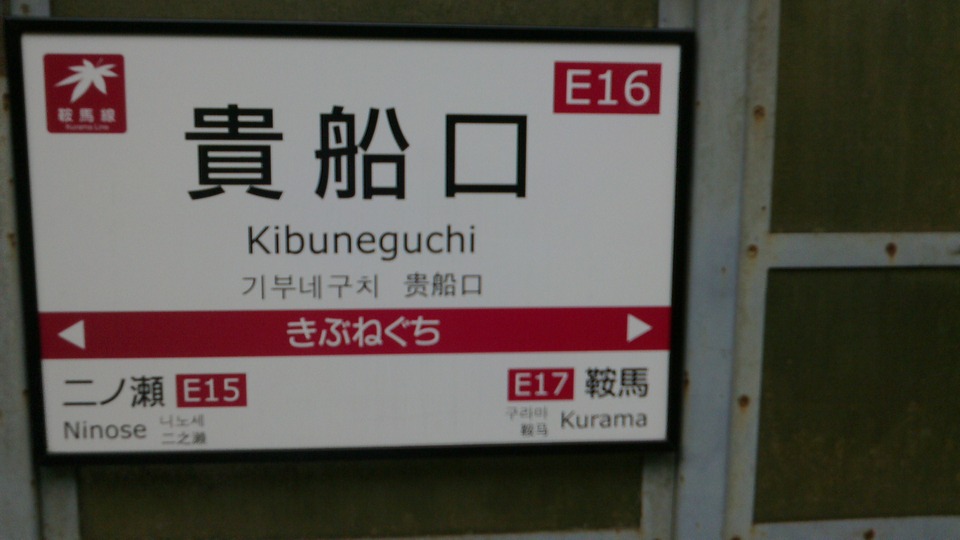 鞍馬線
Kurama Line
E16
貴船口
Kibuneguchi
기부네구치 贵船口
きぶねぐち
二ノ瀬 E15
Ninose
니노세
二之濑
E17 鞍馬
구라마
鞍马
Kurama